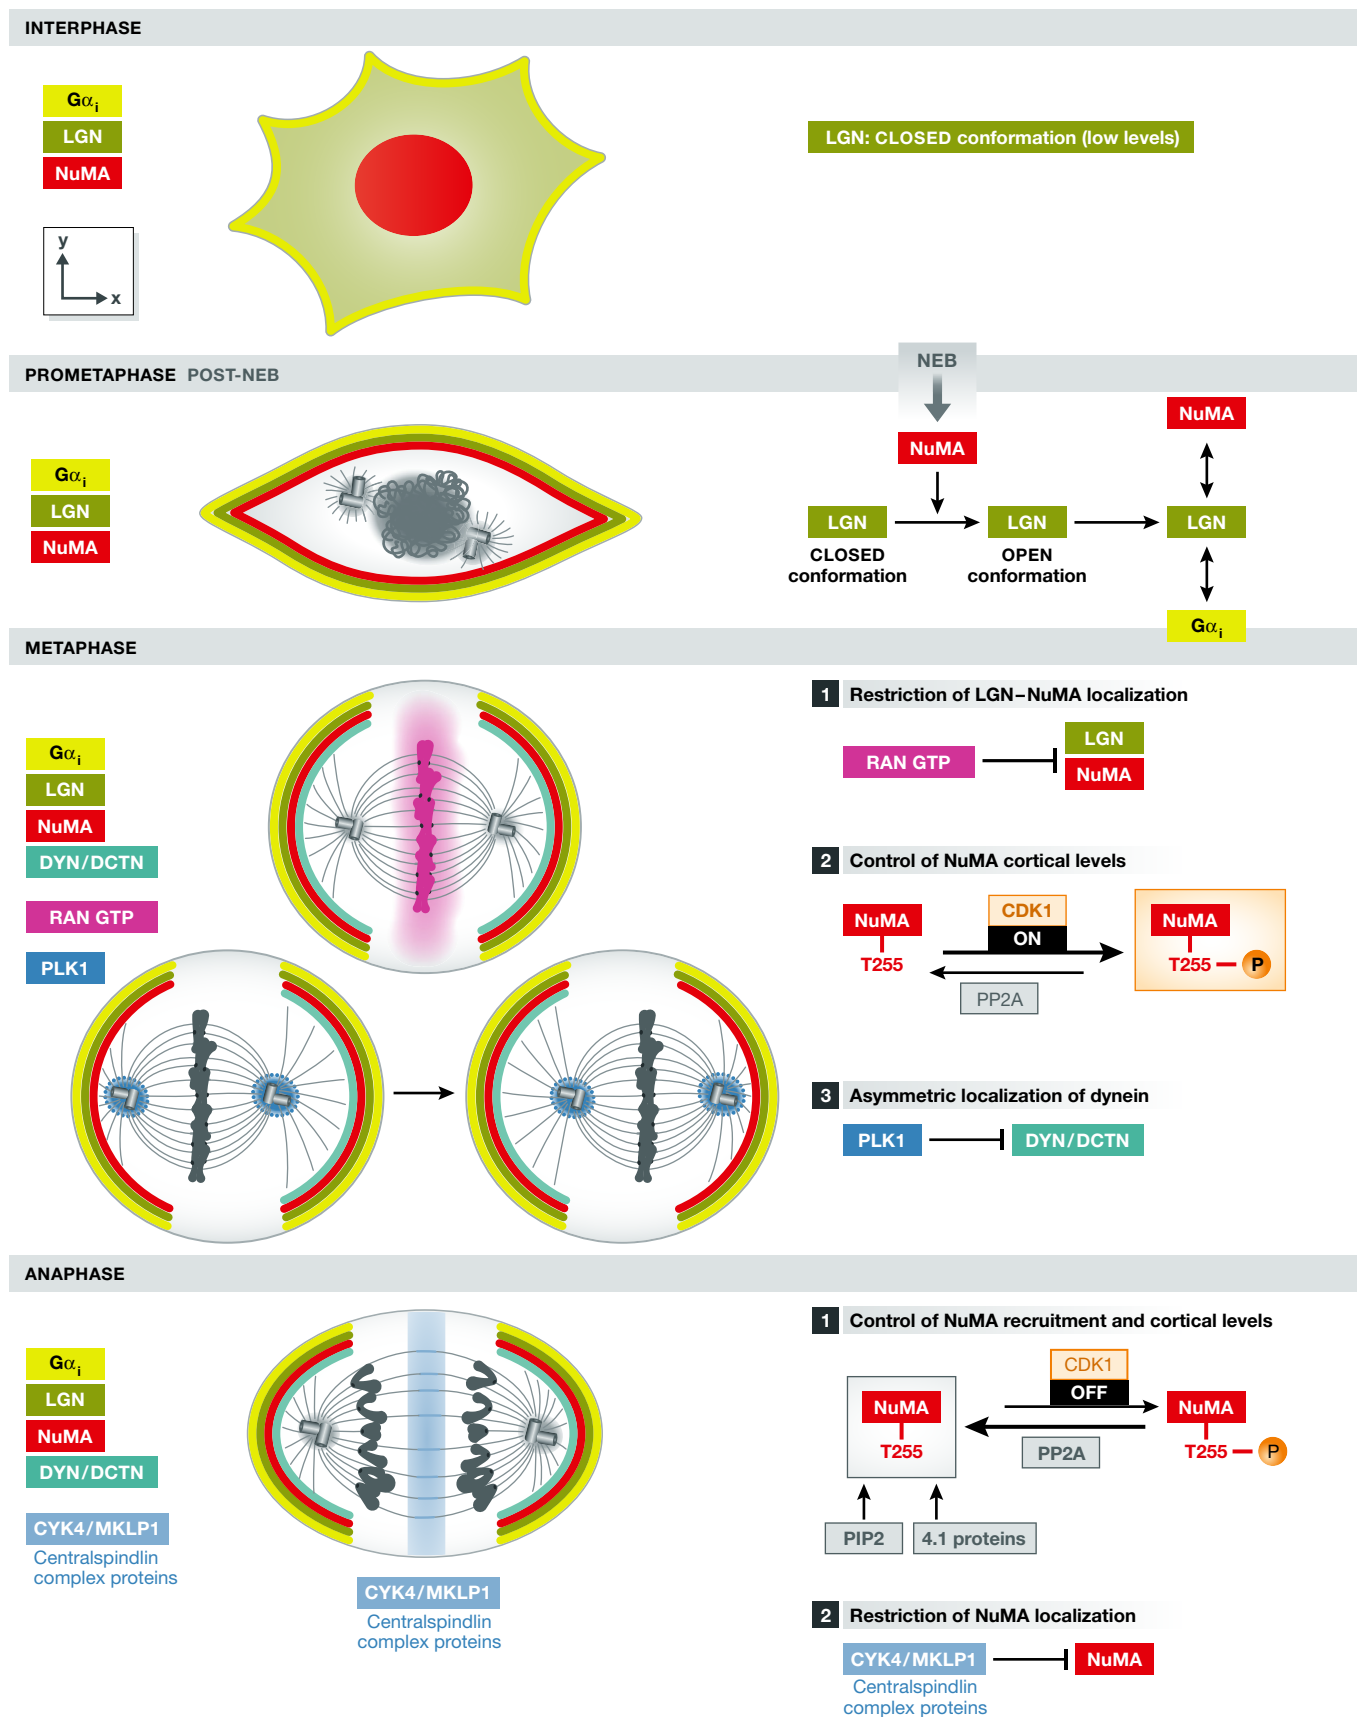 INTERPHASE
Gαi
LGN
NuMA
y
x
LGN: CLOSED conformation (low levels)
PROMETAPHASE POST-NEB
Gαi
LGN
NuMA
NEB
NuMA
NuMA
LGN
LGN
LGN
CLOSED
conformation
OPEN
conformation
Gαi
METAPHASE
Gαi
LGN
NuMA
DYN/DCTN
RAN GTP
PLK1
1 Restriction of LGN–NuMA localization
RAN GTP
LGN
NuMA
2 Control of NuMA cortical levels
NuMA
T255
CDK1
ON
PP2A
NuMA
T255 P
3 Asymmetric localization of dynein
PLK1
DYN/DCTN
ANAPHASE
Gαi
LGN
NuMA
DYN/DCTN
CYK4/MKLP1
Centralspindlin
complex proteins
CYK4/MKLP1
Centralspindlin
complex proteins
1 Control of NuMA recruitment and cortical levels
NuMA
T255
CDK1
OFF
PP2A
NuMA
T255 P
PIP2
4.1 proteins
2 Restriction of NuMA localization
CYK4/MKLP1
NuMA
Centralspindlin
complex proteins